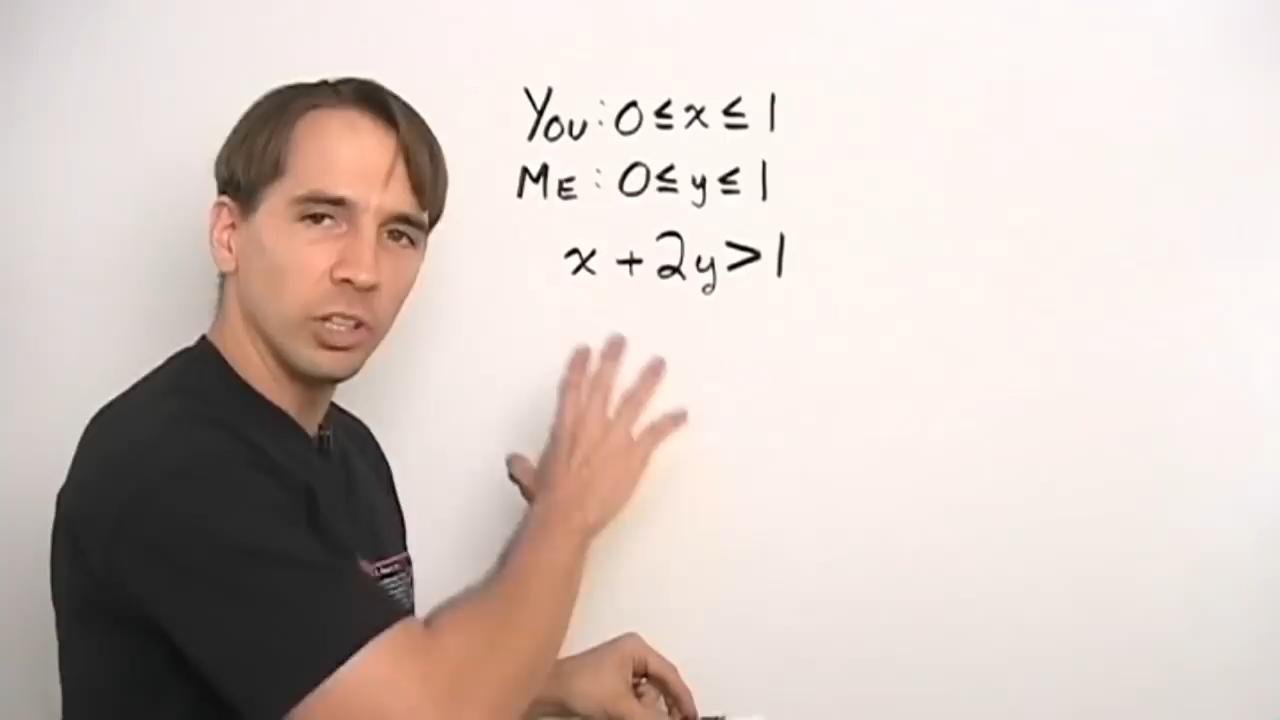 You: 0 ≤ x ≤ 1
Me: 0 ≤ y ≤ 1
x + 2y > 1